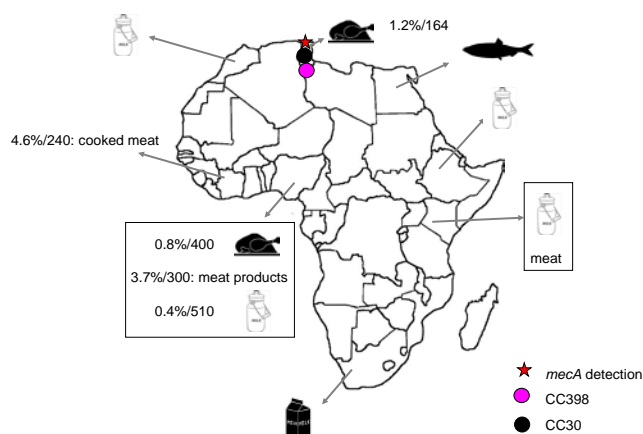 1.2%/164
4.6%/240: cooked meat
0.8%/400
3.7%/300: meat products
0.4%/510
meat
mecA detection
CC398
CC30